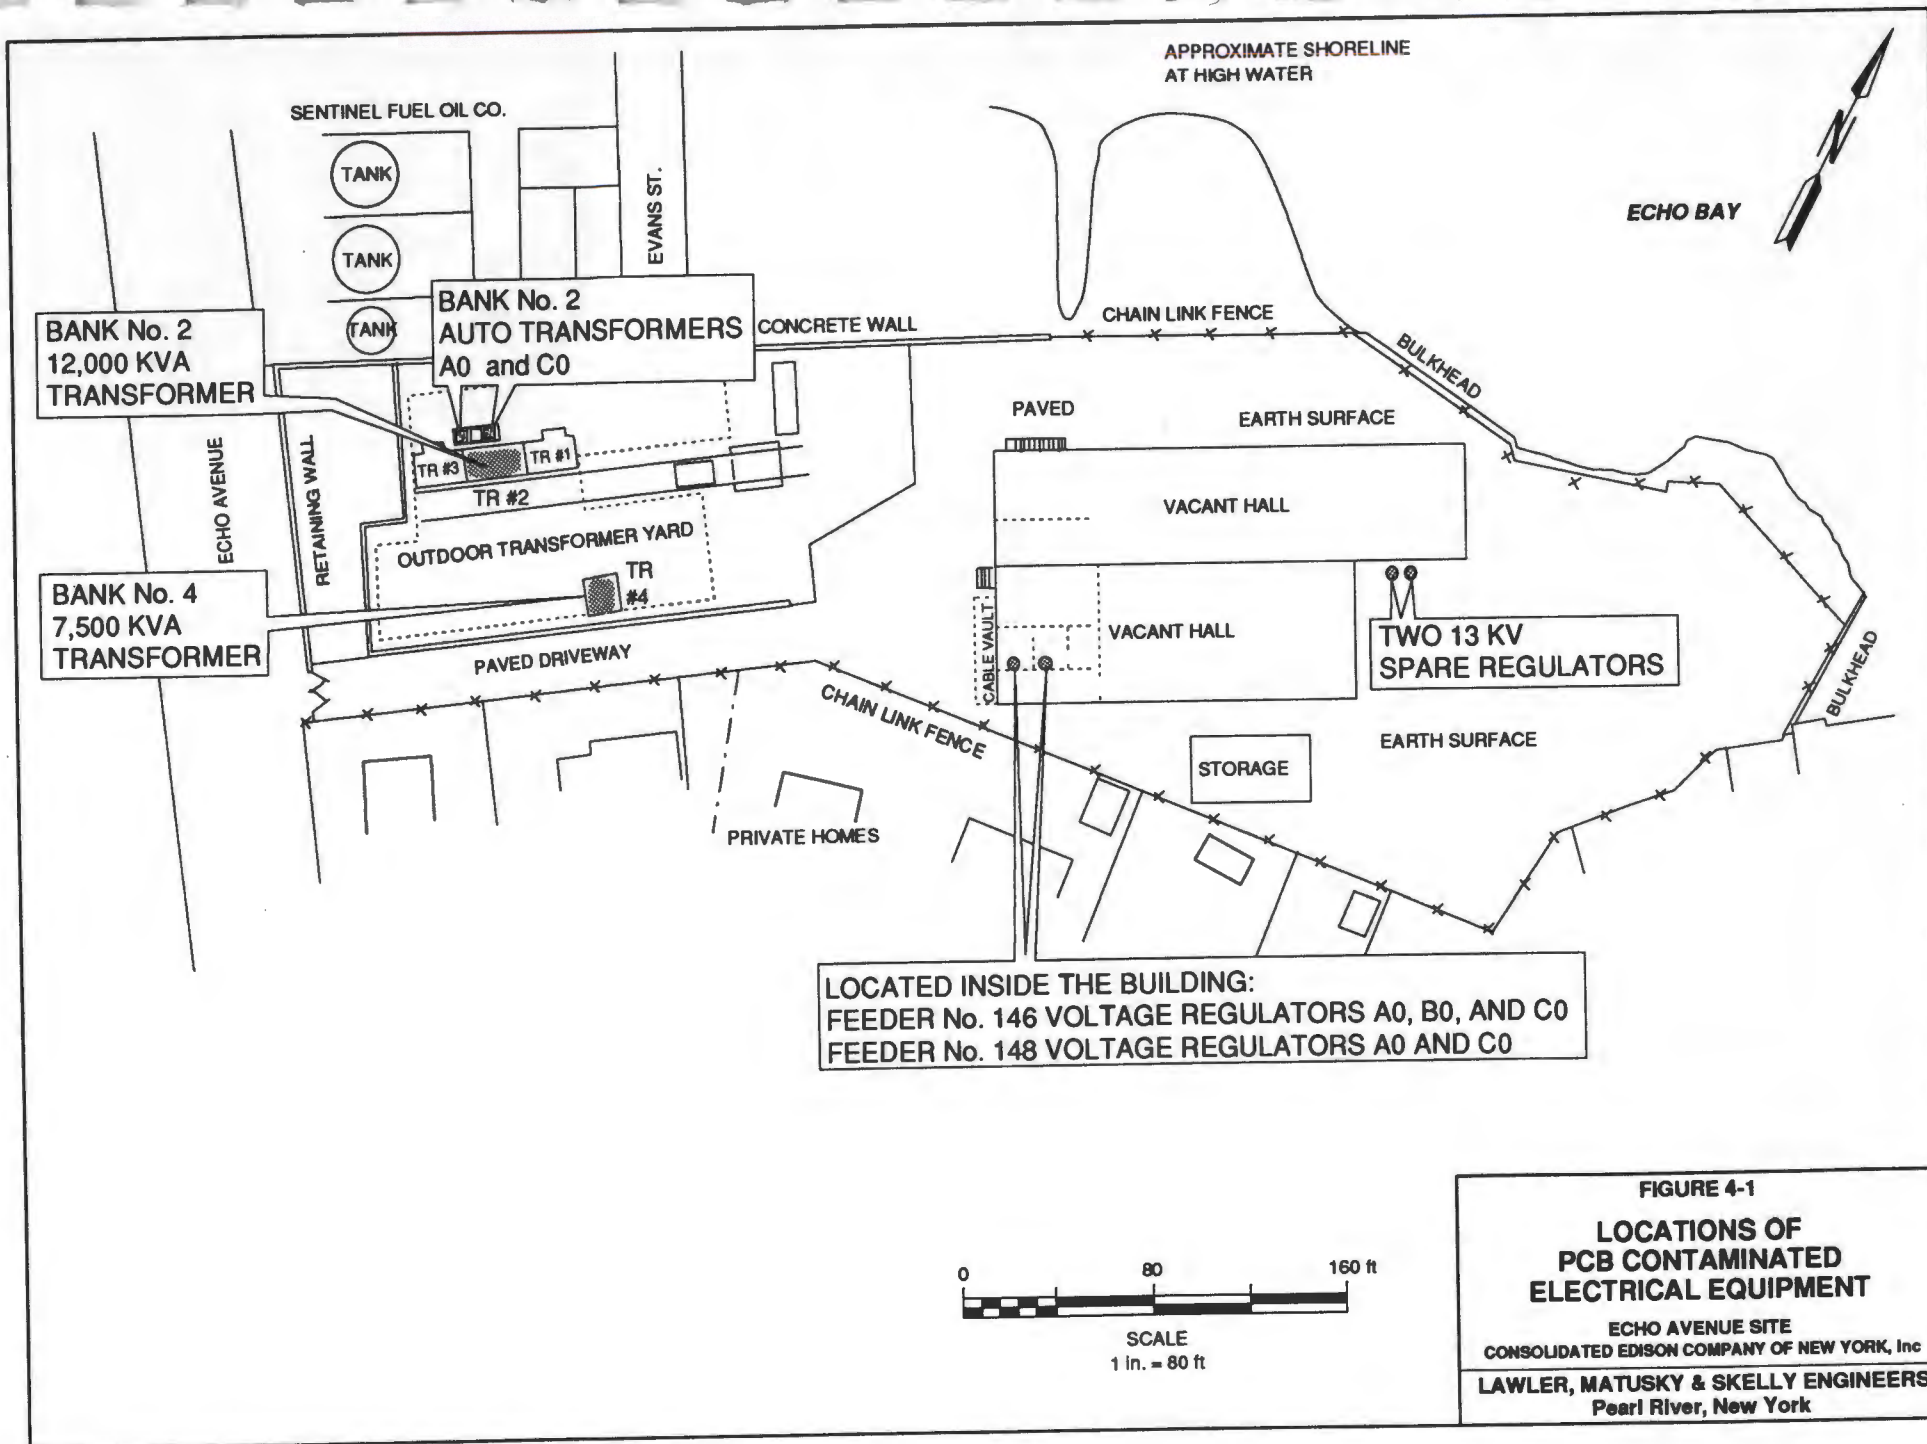 APPROXIMATE SHORELINE
AT HIGH WATER
SENTINEL FUEL OIL CO.
TANK
TANK
TANK
EVANS ST.
N
ECHO BAY
BANK No. 2
12,000 KVA
TRANSFORMER
BANK No. 2
AUTO TRANSFORMERS
A0 and C0
CONCRETE WALL
CHAIN LINK FENCE
BULKHEAD
PAVED
EARTH SURFACE
ECHO AVENUE
RETAINING WALL
TR #3
TR #1
TR #2
OUTDOOR TRANSFORMER YARD
TR
#4
VACANT HALL
BANK No. 4
7,500 KVA
TRANSFORMER
PAVED DRIVEWAY
CABLE VAULT
VACANT HALL
TWO 13 KV
SPARE REGULATORS
BULKHEAD
CHAIN LINK FENCE
EARTH SURFACE
STORAGE
PRIVATE HOMES
LOCATED INSIDE THE BUILDING:
FEEDER No. 146 VOLTAGE REGULATORS A0, B0, AND C0
FEEDER No. 148 VOLTAGE REGULATORS A0 AND C0
0 80 160 ft
SCALE
1 in. = 80 ft
FIGURE 4-1
LOCATIONS OF
PCB CONTAMINATED
ELECTRICAL EQUIPMENT
ECHO AVENUE SITE
CONSOLIDATED EDISON COMPANY OF NEW YORK, Inc
LAWLER, MATUSKY & SKELLY ENGINEERS
Pearl River, New York